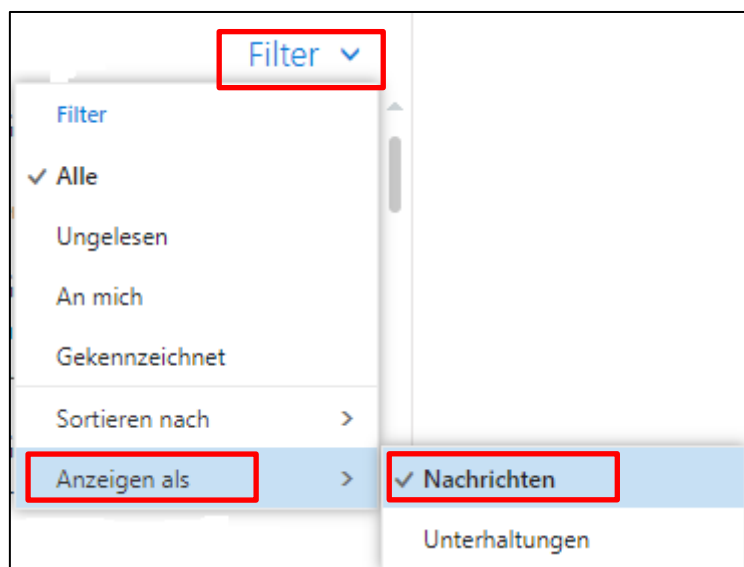 Filter
Filter
Alle
Ungelesen
An mich
Gekennzeichnet
Sortieren nach
Anzeigen als
Nachrichten
Unterhaltungen